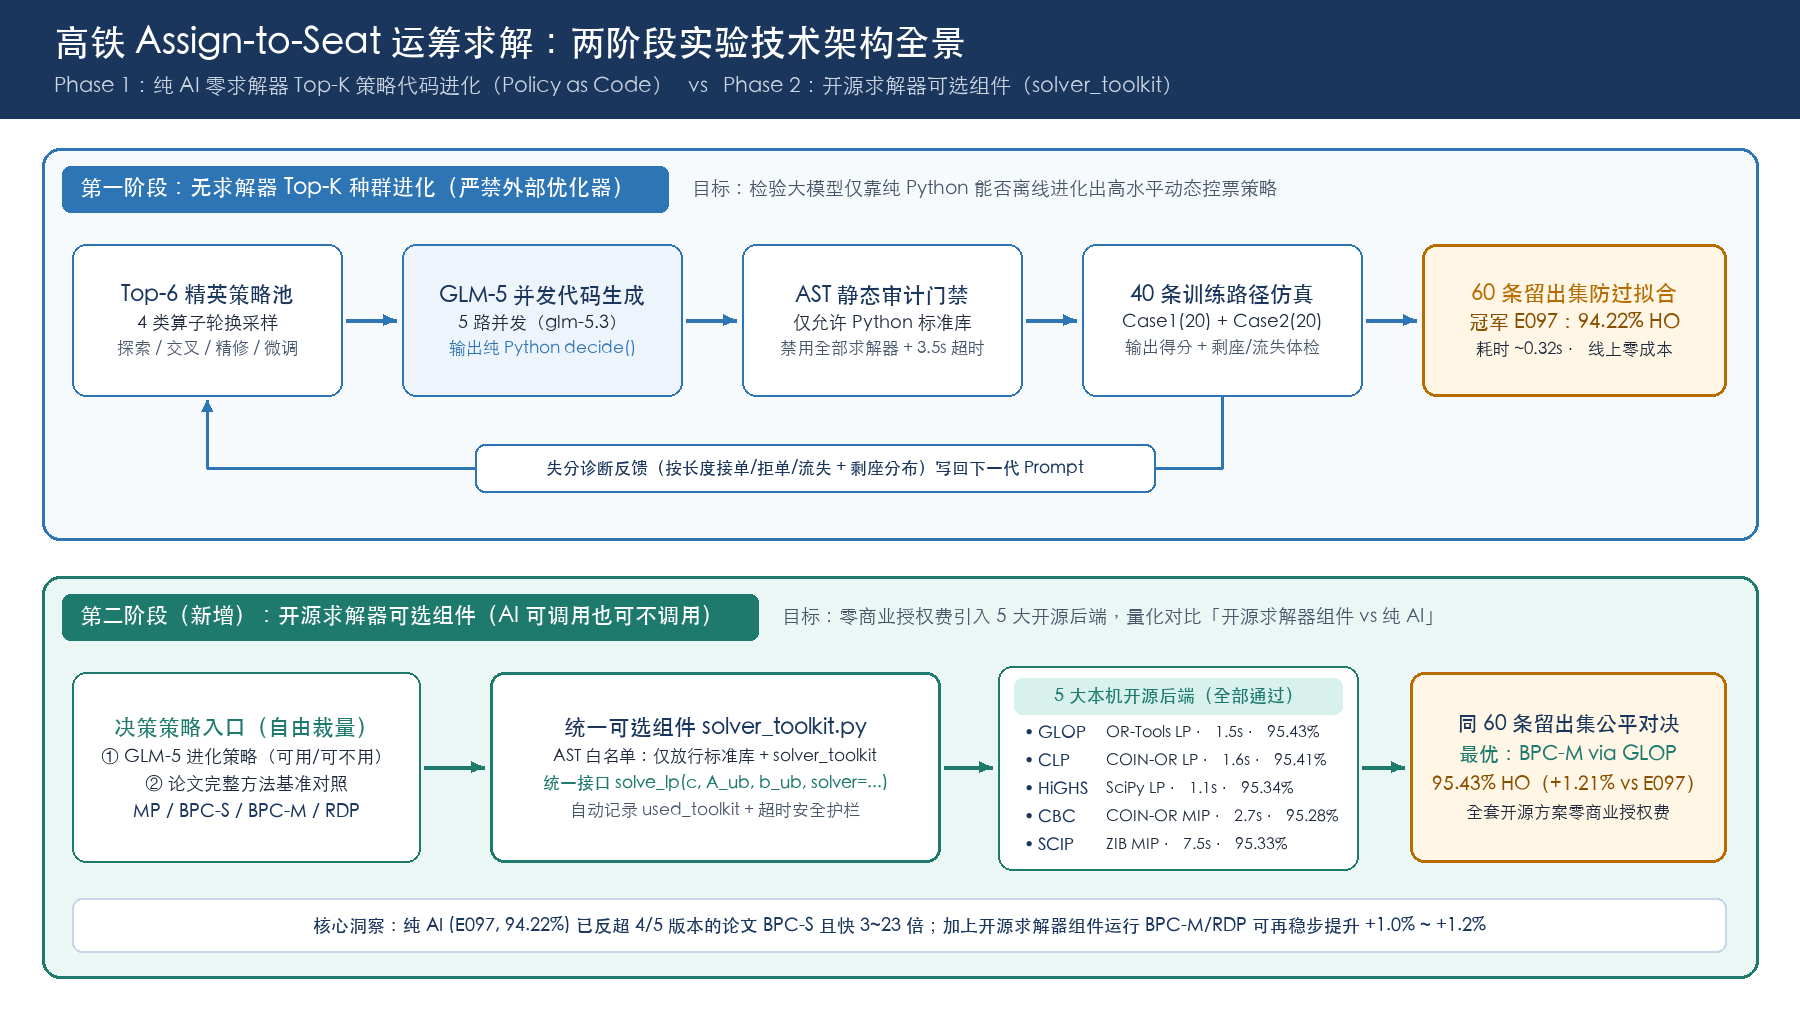 高铁 Assign-to-Seat 运筹求解：两阶段实验技术架构全景
Phase 1：纯 AI 零求解器 Top-K 策略代码进化（Policy as Code） vs Phase 2：开源求解器可选组件（solver_toolkit）
第一阶段：无求解器 Top-K 种群进化（严禁外部优化器）
目标：检验大模型仅靠纯 Python 能否离线进化出高水平动态控票策略
Top-6 精英策略池
4 类算子轮换采样
探索 / 交叉 / 精修 / 微调
GLM-5 并发代码生成
5 路并发（glm-5.3）
输出纯 Python decide()
AST 静态审计门禁
仅允许 Python 标准库
禁用全部求解器 + 3.5s 超时
40 条训练路径仿真
Case1(20) + Case2(20)
输出得分 + 剩座/流失体检
60 条留出集防过拟合
冠军 E097：94.22% HO
耗时 ~0.32s · 线上零成本
失分诊断反馈（按长度接单/拒单/流失 + 剩座分布）写回下一代 Prompt
第二阶段（新增）：开源求解器可选组件（AI 可调用也可不调用）
目标：零商业授权费引入 5 大开源后端，量化对比「开源求解器组件 vs 纯 AI」
决策策略入口（自由裁量）
① GLM-5 进化策略（可用/可不用）
② 论文完整方法基准对照
MP / BPC-S / BPC-M / RDP
统一可选组件 solver_toolkit.py
AST 白名单：仅放行标准库 + solver_toolkit
统一接口 solve_lp(c, A_ub, b_ub, solver=...)
自动记录 used_toolkit + 超时安全护栏
5 大本机开源后端（全部通过）
• GLOP OR-Tools LP · 1.5s · 95.43%
• CLP COIN-OR LP · 1.6s · 95.41%
• HiGHS SciPy LP · 1.1s · 95.34%
• CBC COIN-OR MIP · 2.7s · 95.28%
• SCIP ZIB MIP · 7.5s · 95.33%
同 60 条留出集公平对决
最优：BPC-M via GLOP
95.43% HO（+1.21% vs E097）
全套开源方案零商业授权费
核心洞察：纯 AI (E097, 94.22%) 已反超 4/5 版本的论文 BPC-S 且快 3~23 倍；加上开源求解器组件运行 BPC-M/RDP 可再稳步提升 +1.0% ~ +1.2%